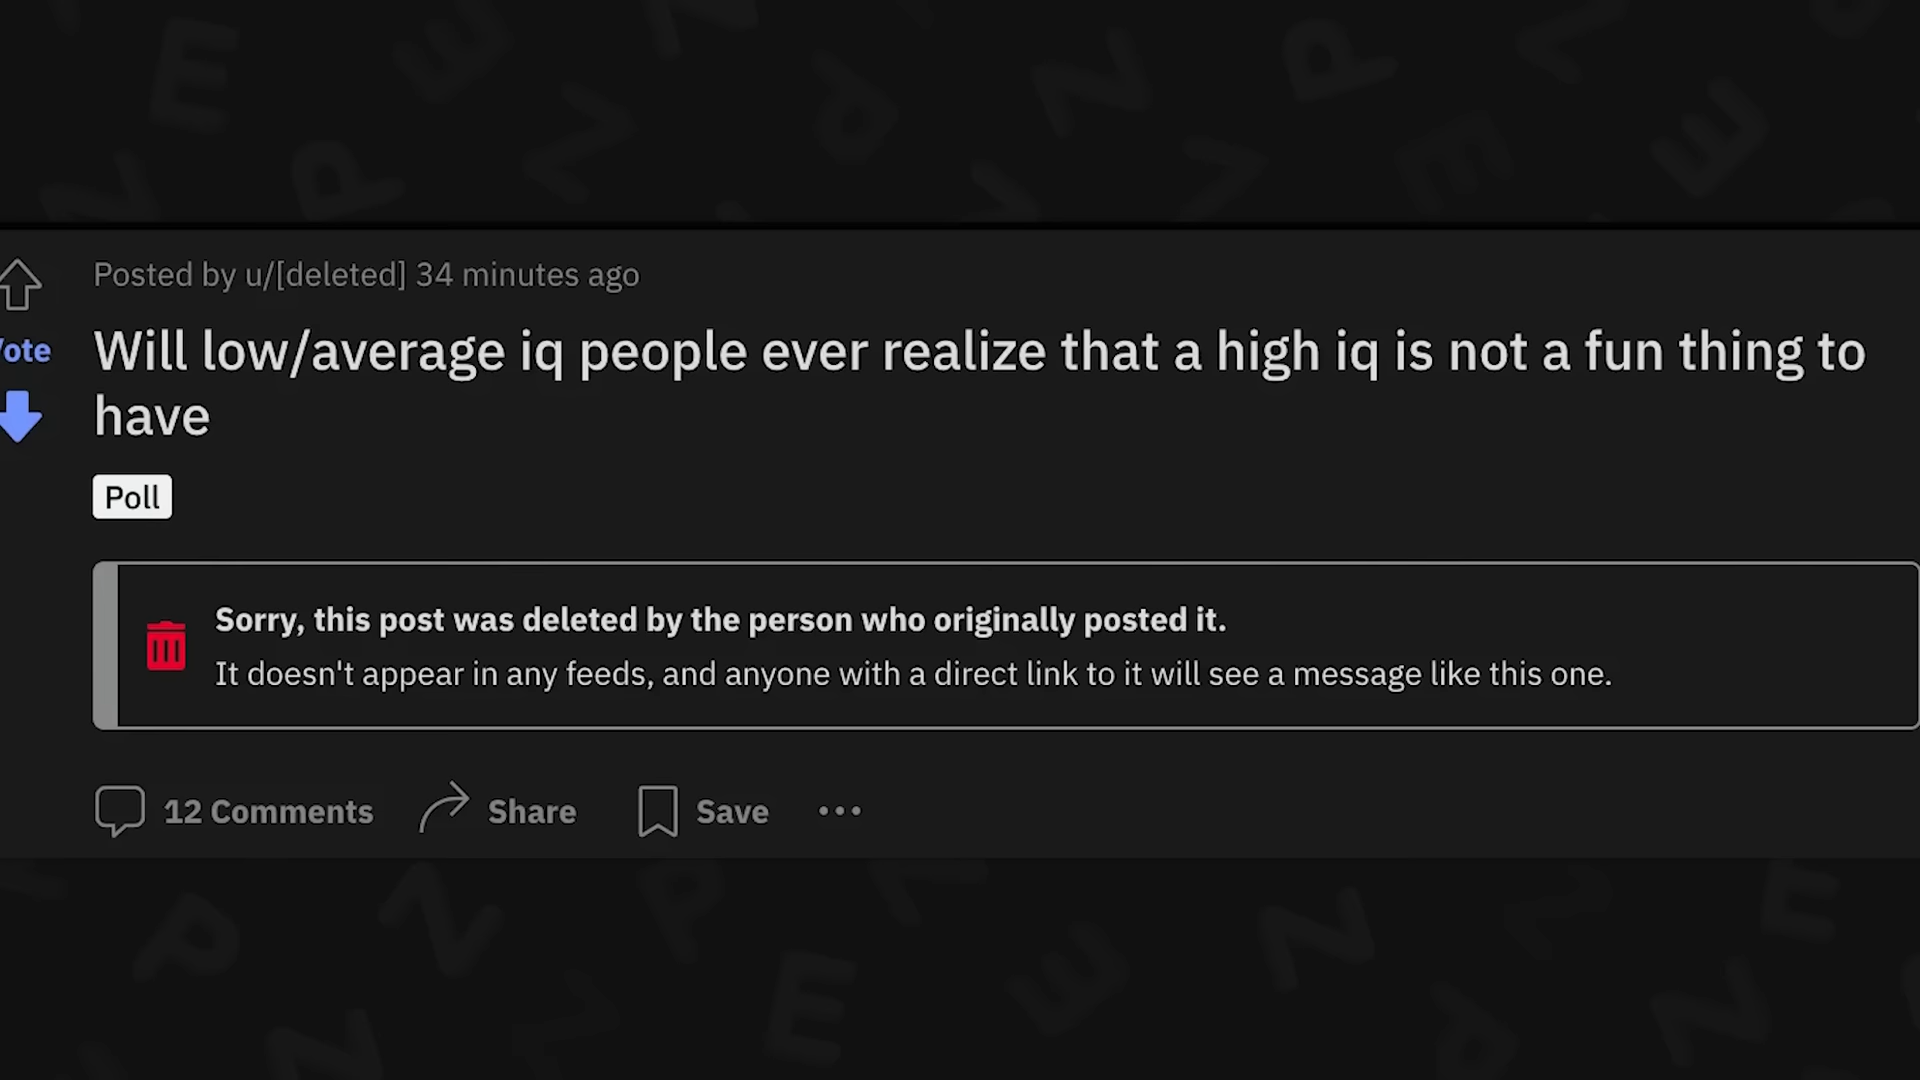 Posted by u/[deleted] 34 minutes ago
Vote
Will low/average iq people ever realize that a high iq is not a fun thing to
have
Poll
Sorry, this post was deleted by the person who originally posted it.
It doesn't appear in any feeds, and anyone with a direct link to it will see a message like this one.
12 Comments Share Save